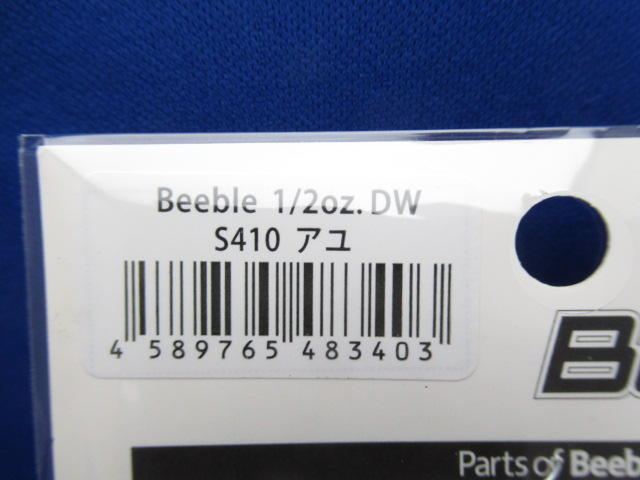 Beeble 1/2oz. DW
S410 アユ
4 589765 483403
Parts of Beeb